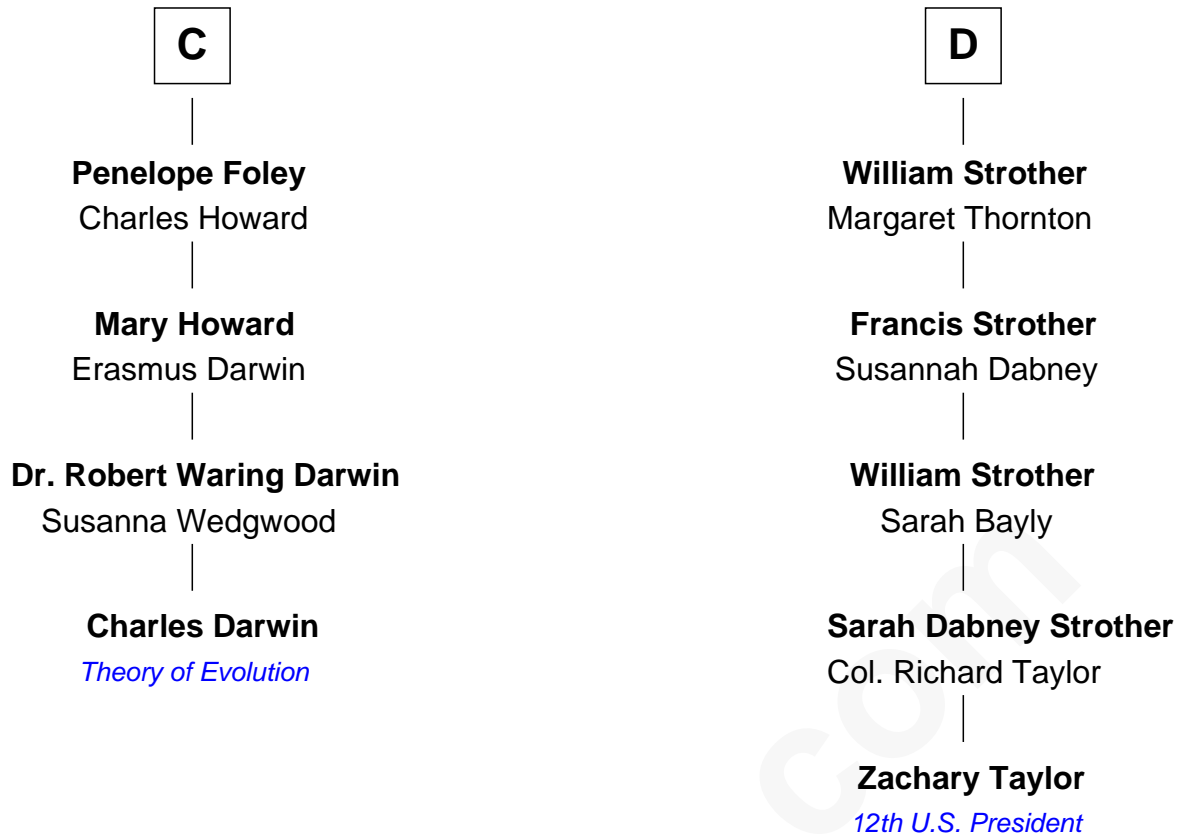 C
Penelope Foley
Charles Howard
Mary Howard
Erasmus Darwin
Dr. Robert Waring Darwin
Susanna Wedgwood
Charles Darwin
Theory of Evolution
D
William Strother
Margaret Thornton
Francis Strother
Susannah Dabney
William Strother
Sarah Bayly
Sarah Dabney Strother
Col. Richard Taylor
Zachary Taylor
12th U.S. President
com